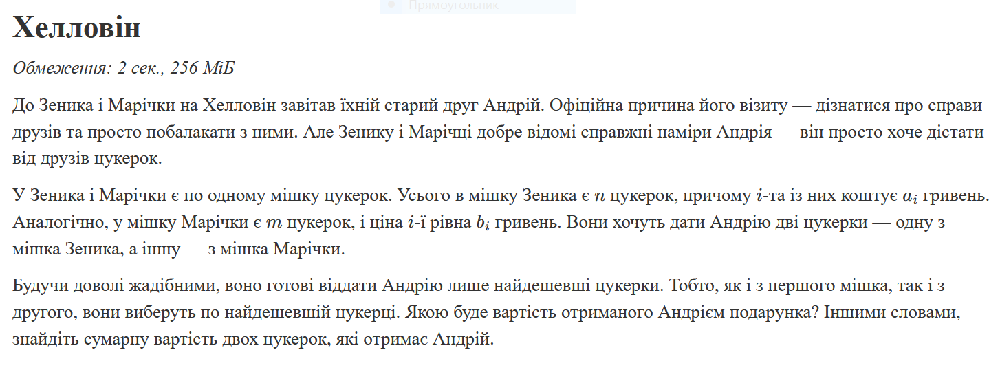 Прямоугольник
Хелловін
Обмеження: 2 сек., 256 МіБ
До Зеника і Марічки на Хелловін завітав їхній старий друг Андрій. Офіційна причина його візиту — дізнатися про справи
друзів та просто побалакати з ними. Але Зенику і Марічці добре відомі справжні наміри Андрія — він просто хоче дістати
від друзів цукерок.
У Зеника і Марічки є по одному мішку цукерок. Усього в мішку Зеника є n цукерок, причому i-та із них коштує aᵢ гривень.
Аналогічно, у мішку Марічки є m цукерок, і ціна i-ї рівна bᵢ гривень. Вони хочуть дати Андрію дві цукерки — одну з
мішка Зеника, а іншу — з мішка Марічки.
Будучи доволі жадібними, воно готові віддати Андрію лише найдешевші цукерки. Тобто, як і з першого мішка, так і з
другого, вони виберуть по найдешевшій цукерці. Якою буде вартість отриманого Андрієм подарунка? Іншими словами,
знайдіть сумарну вартість двох цукерок, які отримає Андрій.